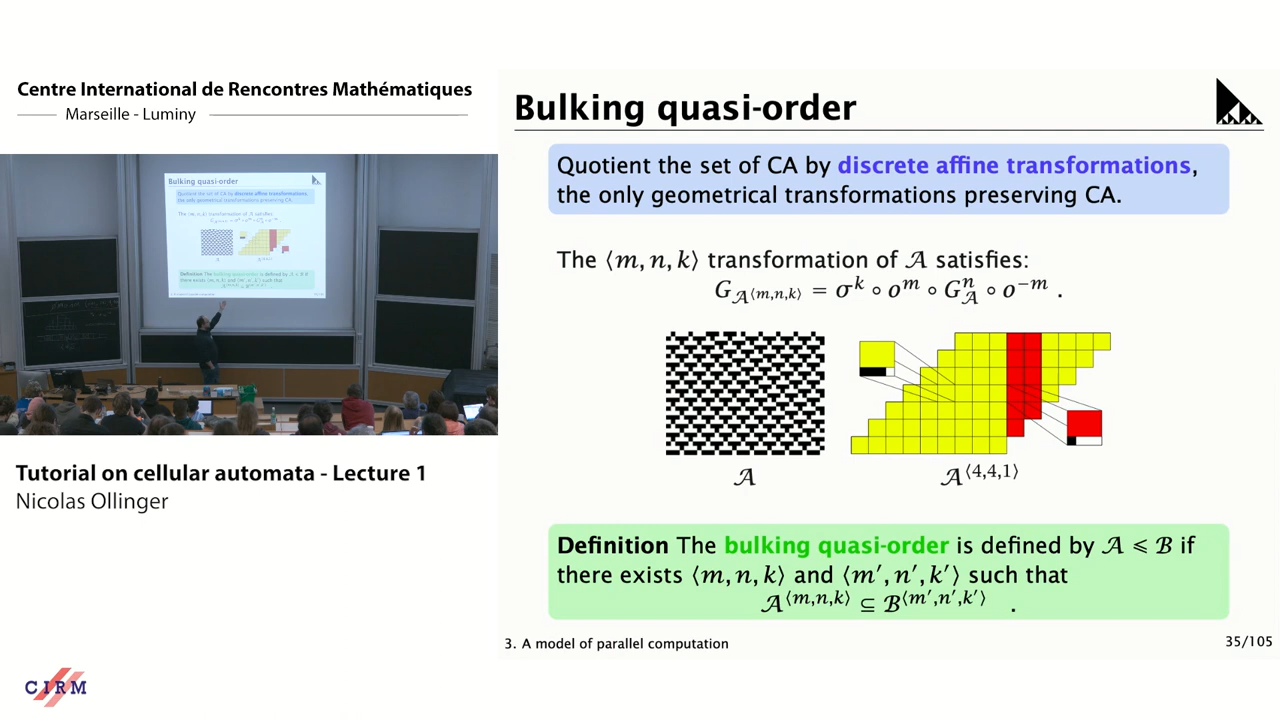 Centre International de Rencontres Mathématiques
Marseille - Luminy
Tutorial on cellular automata - Lecture 1
Nicolas Ollinger
CIRM
Bulking quasi-order
Quotient the set of CA by discrete affine transformations,
the only geometrical transformations preserving CA.
The ⟨m, n, k⟩ transformation of 𝒜 satisfies:
G_{𝒜⟨m,n,k⟩} = σ^k ∘ o^m ∘ G_𝒜^n ∘ o^{−m} .
𝒜
𝒜^{⟨4,4,1⟩}
Definition The bulking quasi-order is defined by 𝒜 ⩽ ℬ if
there exists ⟨m, n, k⟩ and ⟨m′, n′, k′⟩ such that
𝒜^{⟨m,n,k⟩} ⊆ ℬ^{⟨m′,n′,k′⟩} .
3. A model of parallel computation
35/105